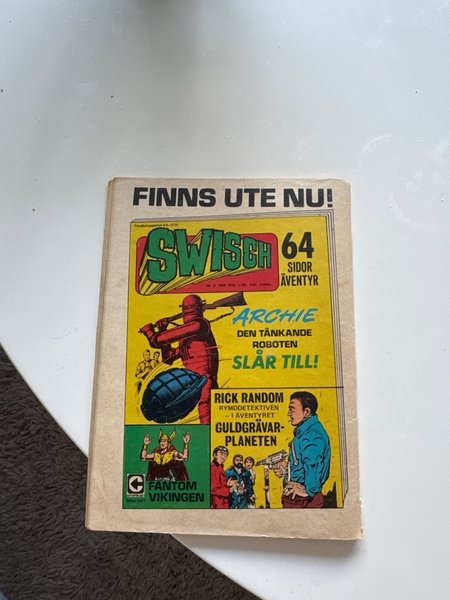 FINNS UTE NU!
SWISCH
64
SIDOR
ÄVENTYR
ARCHIE
DEN TÄNKANDE
ROBOTEN
SLÅR TILL!
RICK RANDOM
RYMDDETEKTIVEN
– I ÄVENTYRET
GULDGRÄVAR-
PLANETEN
FANTOM
VIKINGEN